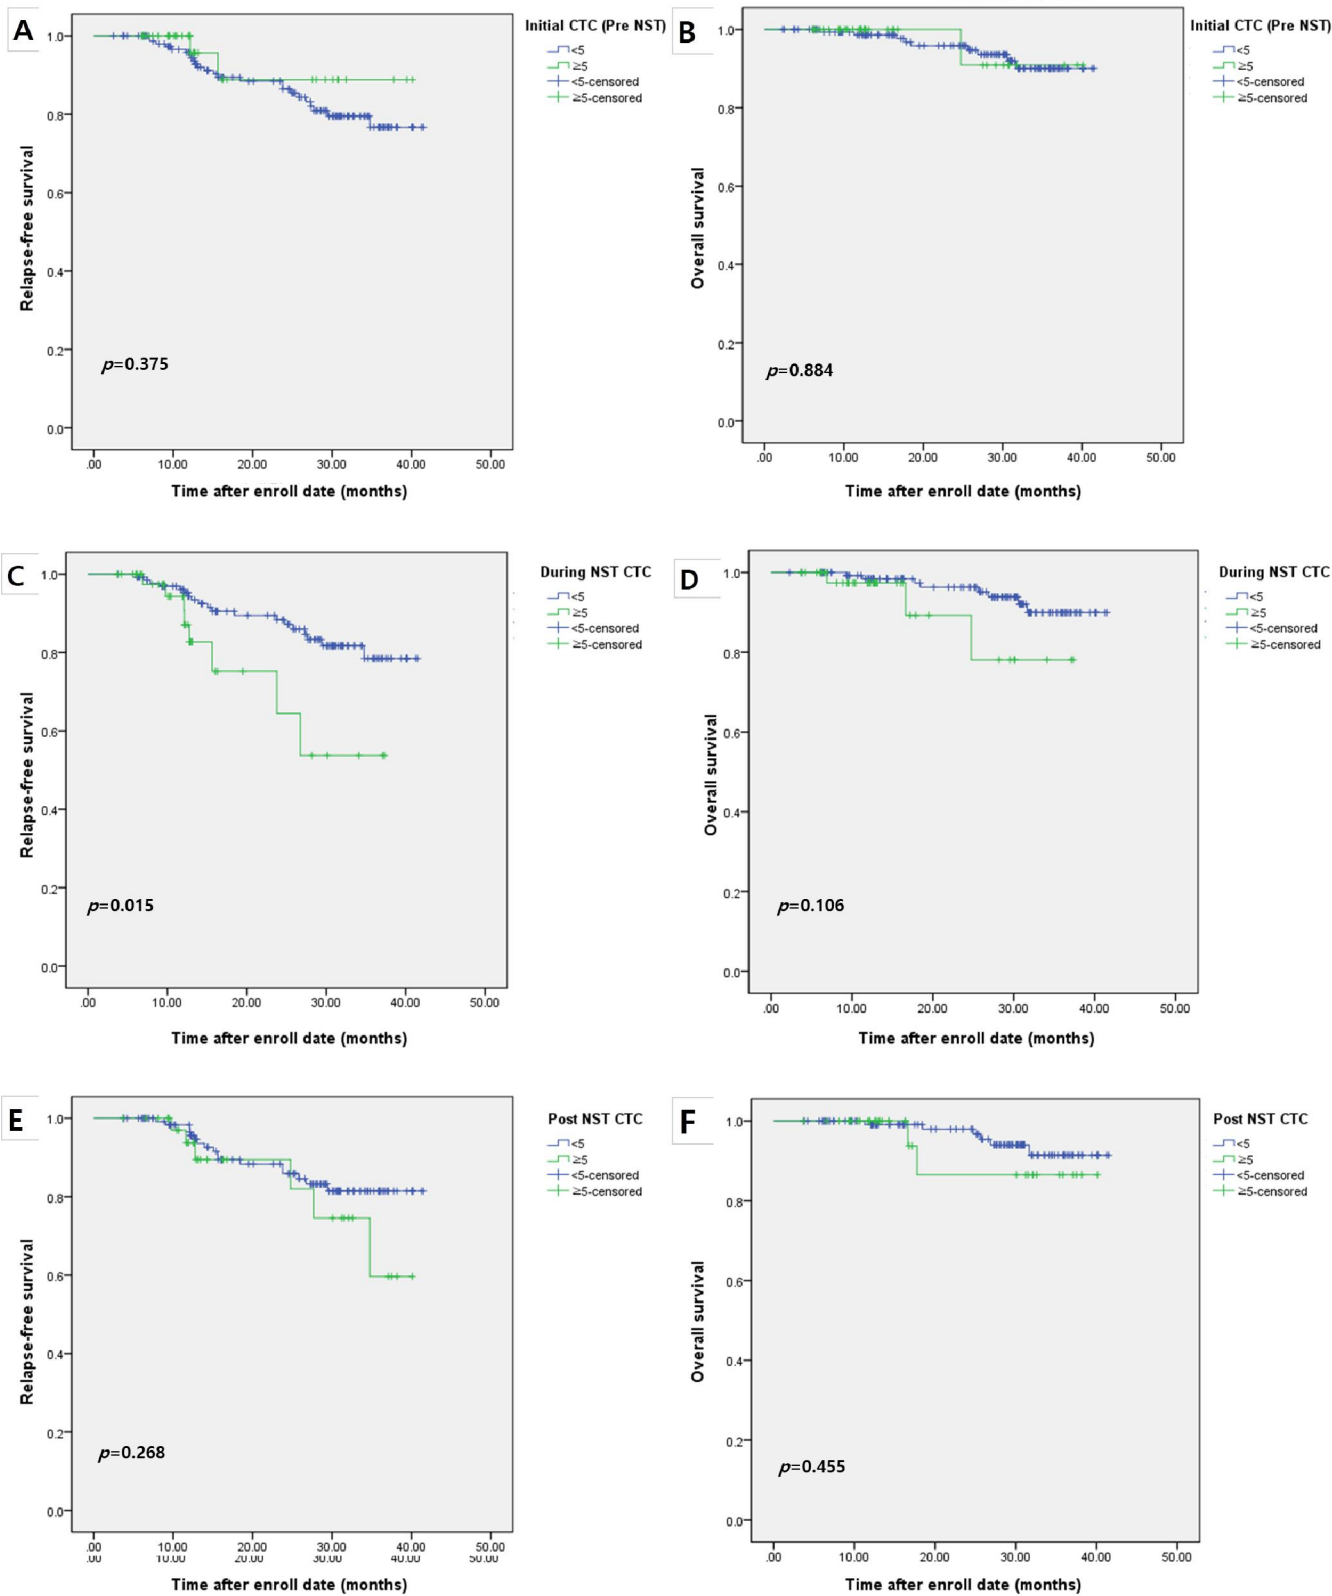 A
Initial CTC (Pre NST)
<5
≥5
<5-censored
≥5-censored
Relapse-free survival
1.0
0.8
0.6
0.4
0.2
0.0
p=0.375
.00 10.00 20.00 30.00 40.00 50.00
Time after enroll date (months)
B
Initial CTC (Pre NST)
<5
≥5
<5-censored
≥5-censored
Overall survival
1.0
0.8
0.6
0.4
0.2
0.0
p=0.884
.00 10.00 20.00 30.00 40.00 50.00
Time after enroll date (months)
C
During NST CTC
<5
≥5
<5-censored
≥5-censored
Relapse-free survival
1.0
0.8
0.6
0.4
0.2
0.0
p=0.015
.00 10.00 20.00 30.00 40.00 50.00
Time after enroll date (months)
D
During NST CTC
<5
≥5
<5-censored
≥5-censored
Overall survival
1.0
0.8
0.6
0.4
0.2
0.0
p=0.106
.00 10.00 20.00 30.00 40.00 50.00
Time after enroll date (months)
E
Post NST CTC
<5
≥5
<5-censored
≥5-censored
Relapse-free survival
1.0
0.8
0.6
0.4
0.2
0.0
p=0.268
.00 10.00 20.00 30.00 40.00 50.00
.00 10.00 20.00 30.00 40.00 50.00
Time after enroll date (months)
F
Post NST CTC
<5
≥5
<5-censored
≥5-censored
Overall survival
1.0
0.8
0.6
0.4
0.2
0.0
p=0.455
.00 10.00 20.00 30.00 40.00 50.00
Time after enroll date (months)